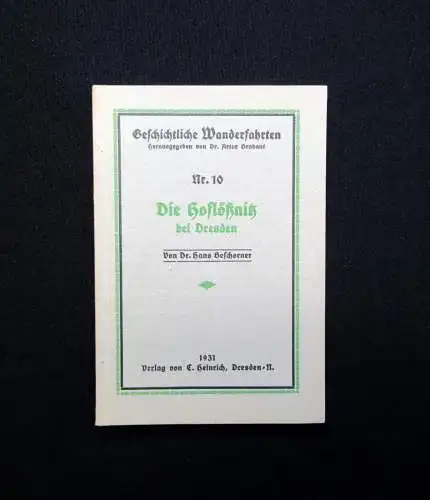 Geschichtliche Wanderfahrten
Herausgegeben von Dr. Artur Brabant
Nr. 10
Die Hoflößnitz
bei Dresden
Von Dr. Hans Beschorner
1931
Verlag von C. Heinrich, Dresden-N.